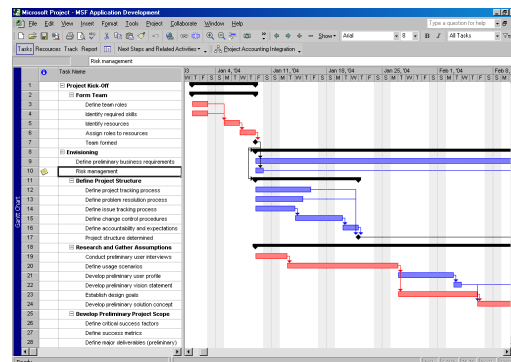 Microsoft Project - MSF Application Development
File Edit View Insert Format Tools Project Collaborate Window Help Type a question for help
Show Arial 8 B I All Tasks
Tasks Resources Track Report Next Steps and Related Activities Project Accounting Integration
Risk management
Task Name Jan 4, '04 Jan 11, '04 Jan 18, '04 Jan 25, '04 Feb 1, '04 Feb 8,
W T F S S M T W T F S S M T W T F S S M T W T F S S M T W T F S S M T W T F S S M
1 Project Kick-Off
2 Form Team
3 Define team roles
4 Identify required skills
5 Identify resources
6 Assign roles to resources
7 Team formed
8 Envisioning
9 Define preliminary business requirements
10 Risk management
11 Define Project Structure
12 Define project tracking process
13 Define problem resolution process
14 Define issue tracking process
15 Define change control procedures
16 Define accountability and expectations
17 Project structure determined
18 Research and Gather Assumptions
19 Conduct preliminary user interviews
20 Define usage scenarios
21 Develop preliminary user profile
22 Develop preliminary vision statement
23 Establish design goals
24 Develop preliminary solution concept
25 Develop Preliminary Project Scope
26 Define critical success factors
27 Define success metrics
28 Define major deliverables (preliminary)
Gantt Chart